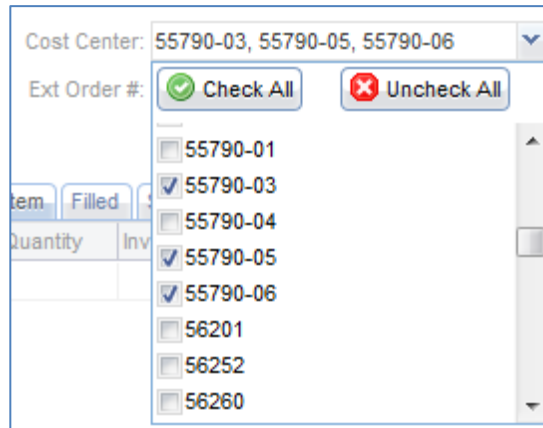 Cost Center: 55790-03, 55790-05, 55790-06
Ext Order #:
Check All Uncheck All
55790-01
55790-03
55790-04
55790-05
55790-06
56201
56252
56260
Filled
Quantity